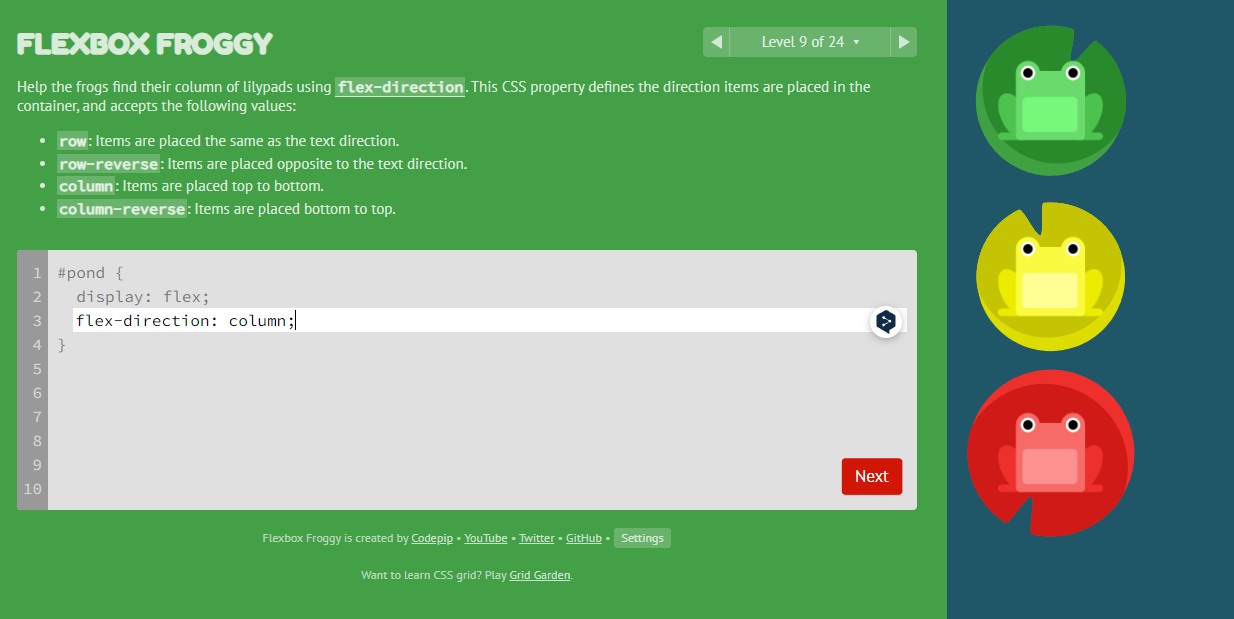 FLEXBOX FROGGY
Level 9 of 24
Help the frogs find their column of lilypads using flex-direction. This CSS property defines the direction items are placed in the
container, and accepts the following values:
• row: Items are placed the same as the text direction.
• row-reverse: Items are placed opposite to the text direction.
• column: Items are placed top to bottom.
• column-reverse: Items are placed bottom to top.
1 #pond {
2 display: flex;
3 flex-direction: column;
4 }
5
6
7
8
9
10
Next
Flexbox Froggy is created by Codepip • YouTube • Twitter • GitHub • Settings
Want to learn CSS grid? Play Grid Garden.